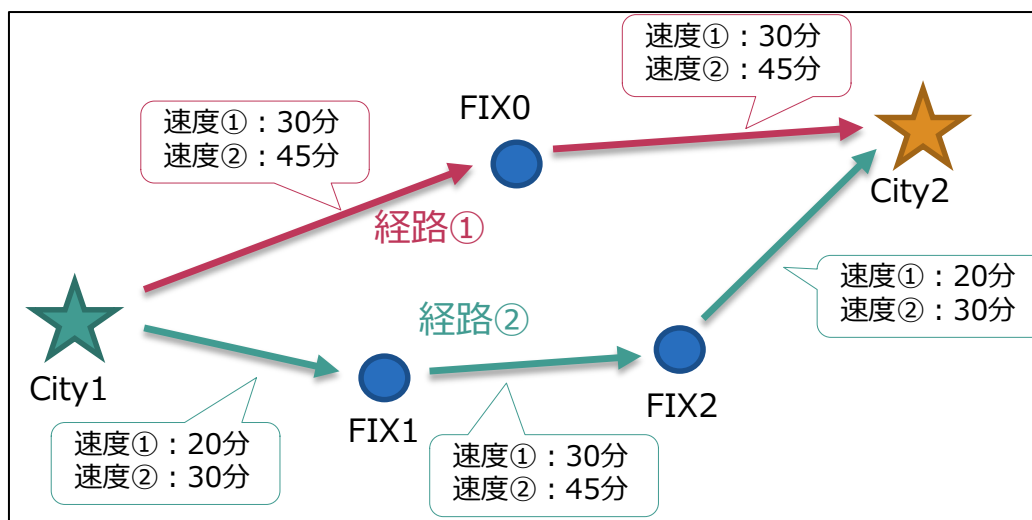 速度①：30分
速度②：45分
FIX0
速度①：30分
速度②：45分
City2
経路①
速度①：20分
速度②：30分
経路②
City1
FIX1
FIX2
速度①：20分
速度②：30分
速度①：30分
速度②：45分